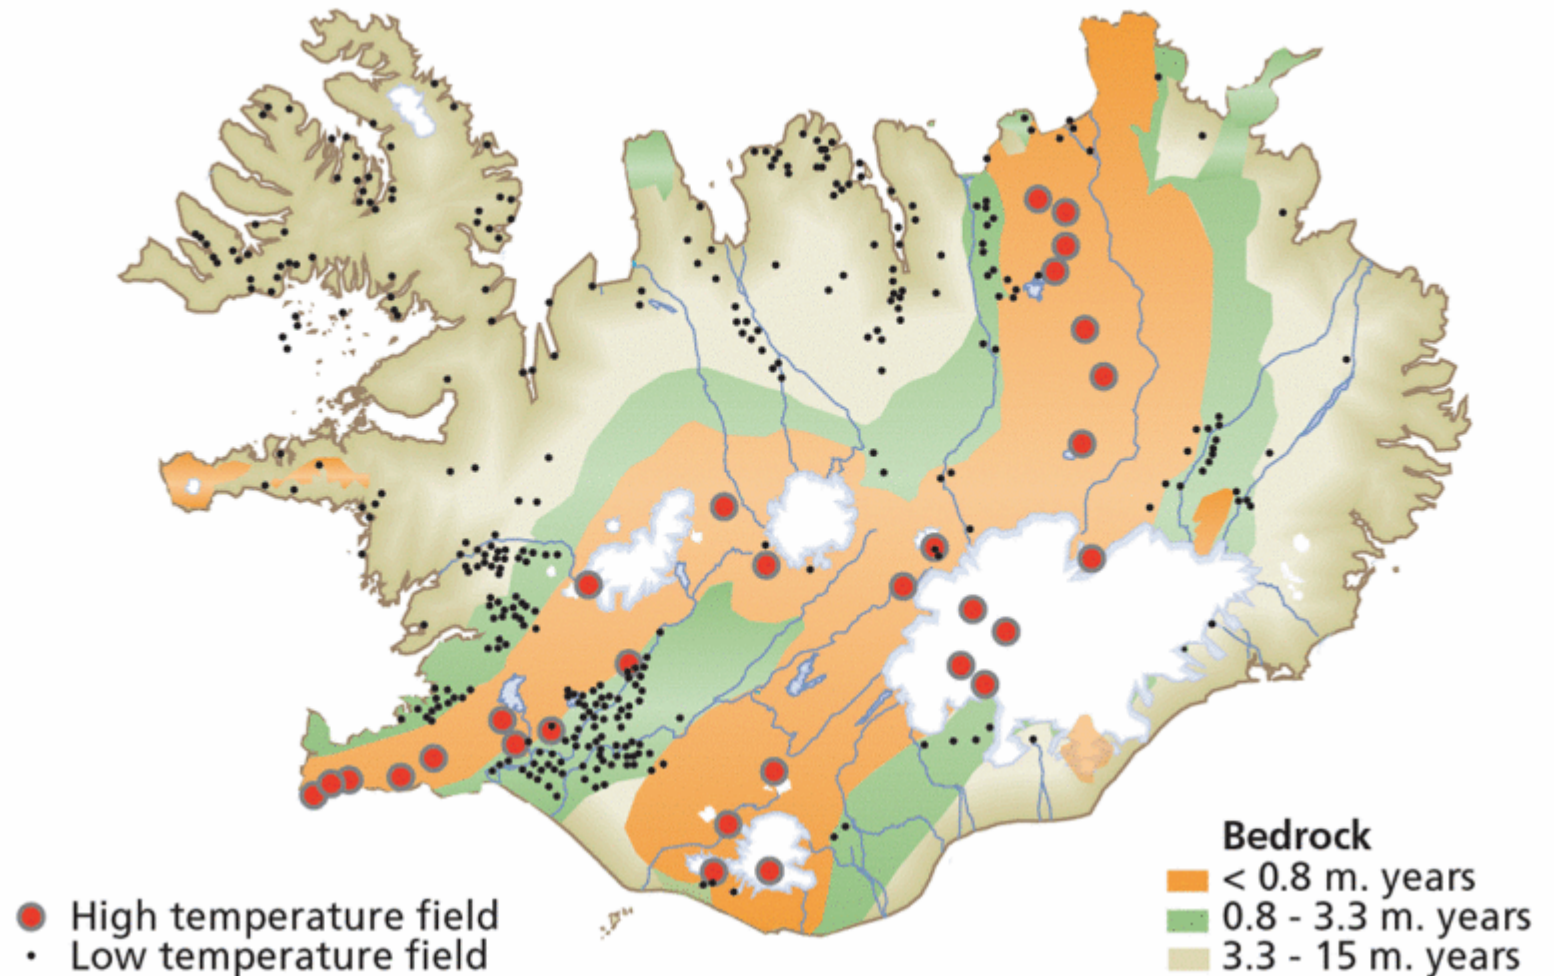 Bedrock
< 0.8 m. years
0.8 - 3.3 m. years
3.3 - 15 m. years
High temperature field
Low temperature field